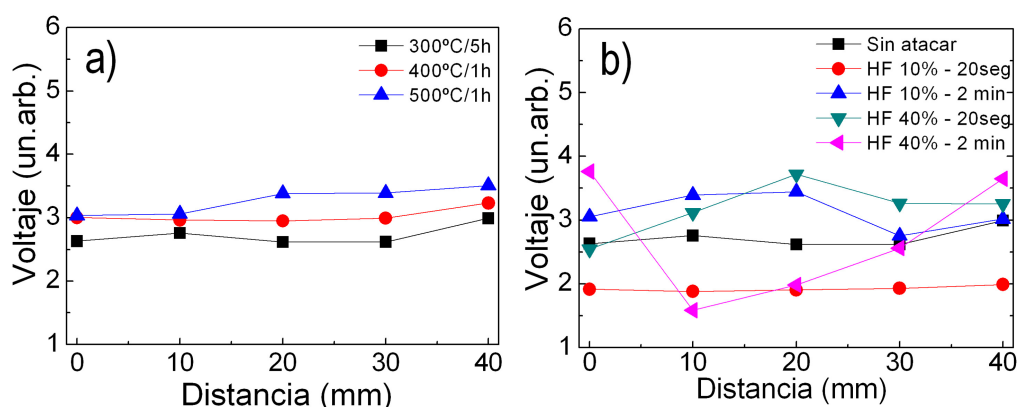 a)
300ºC/5h
400ºC/1h
500ºC/1h
Voltaje (un.arb.)
6
5
4
3
2
1
0 10 20 30 40
Distancia (mm)
b)
Sin atacar
HF 10% - 20seg
HF 10% - 2 min
HF 40% - 20seg
HF 40% - 2 min
Voltaje (un.arb.)
6
5
4
3
2
1
0 10 20 30 40
Distancia (mm)